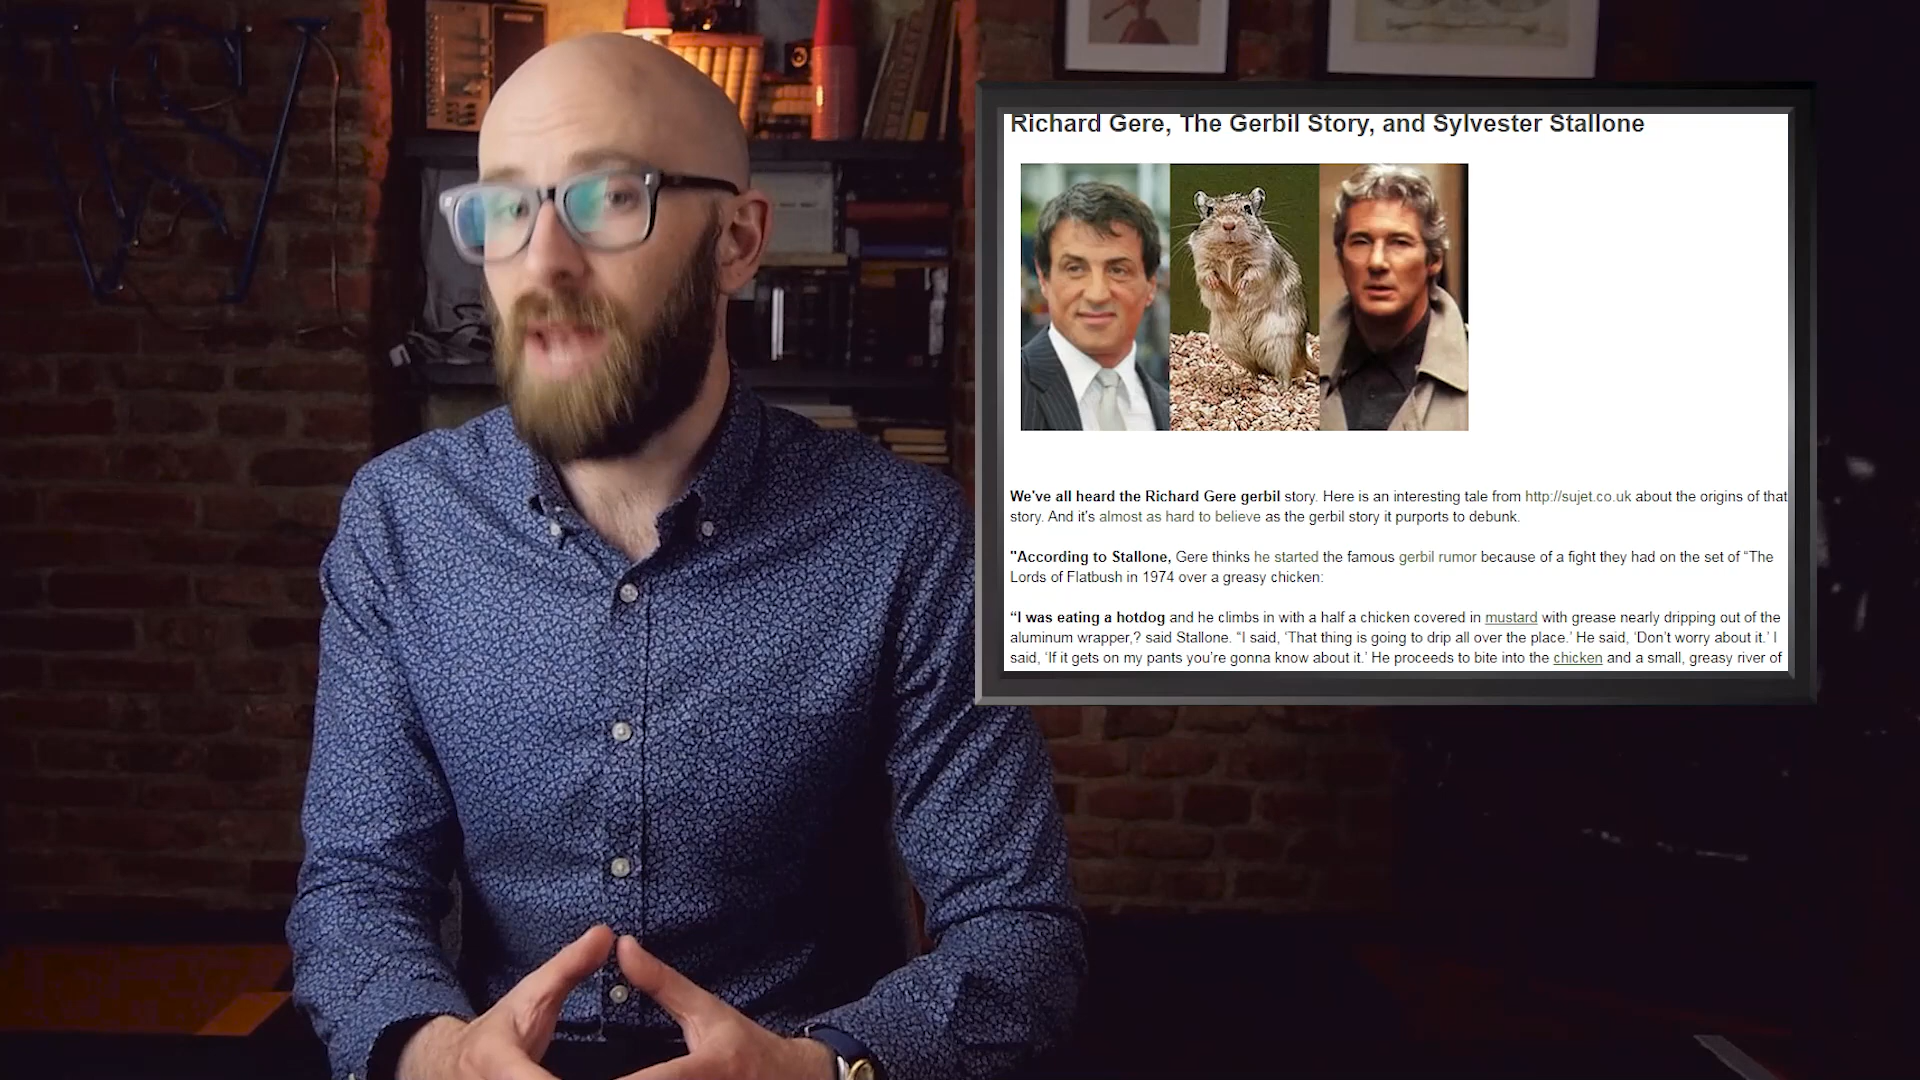 Richard Gere, The Gerbil Story, and Sylvester Stallone
We've all heard the Richard Gere gerbil story. Here is an interesting tale from http://sujet.co.uk about the origins of that
story. And it's almost as hard to believe as the gerbil story it purports to debunk.
"According to Stallone, Gere thinks he started the famous gerbil rumor because of a fight they had on the set of “The
Lords of Flatbush in 1974 over a greasy chicken:
“I was eating a hotdog and he climbs in with a half a chicken covered in mustard with grease nearly dripping out of the
aluminum wrapper,? said Stallone. “I said, ‘That thing is going to drip all over the place.’ He said, ‘Don’t worry about it.’ I
said, ‘If it gets on my pants you’re gonna know about it.’ He proceeds to bite into the chicken and a small, greasy river of